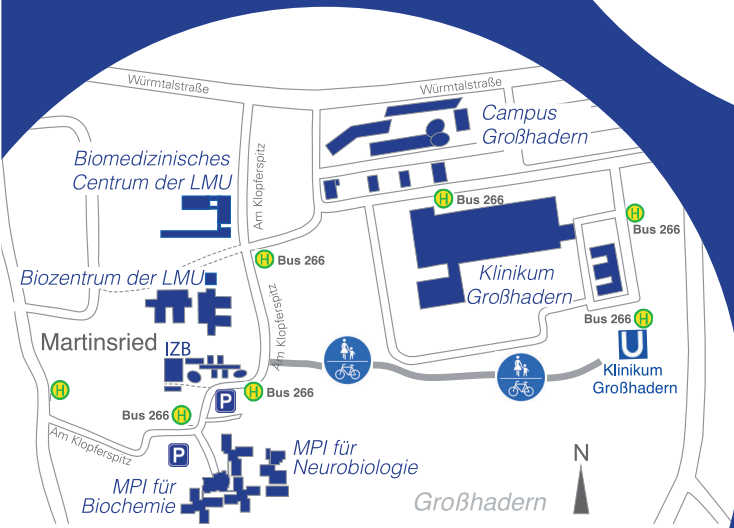 Würmtalstraße
Würmtalstraße
Campus
Großhadern
Am Klopferspitz
Biomedizinisches
Centrum der LMU
H Bus 266
H
Bus 266
H Bus 266
Biozentrum der LMU
Klinikum
Großhadern
Am Klopferspitz
Bus 266 H
Martinsried
IZB
U
Klinikum
Großhadern
H
H Bus 266
P
Bus 266 H
Am Klopferspitz
P
MPI für
Neurobiologie
MPI für
Biochemie
N
Großhadern